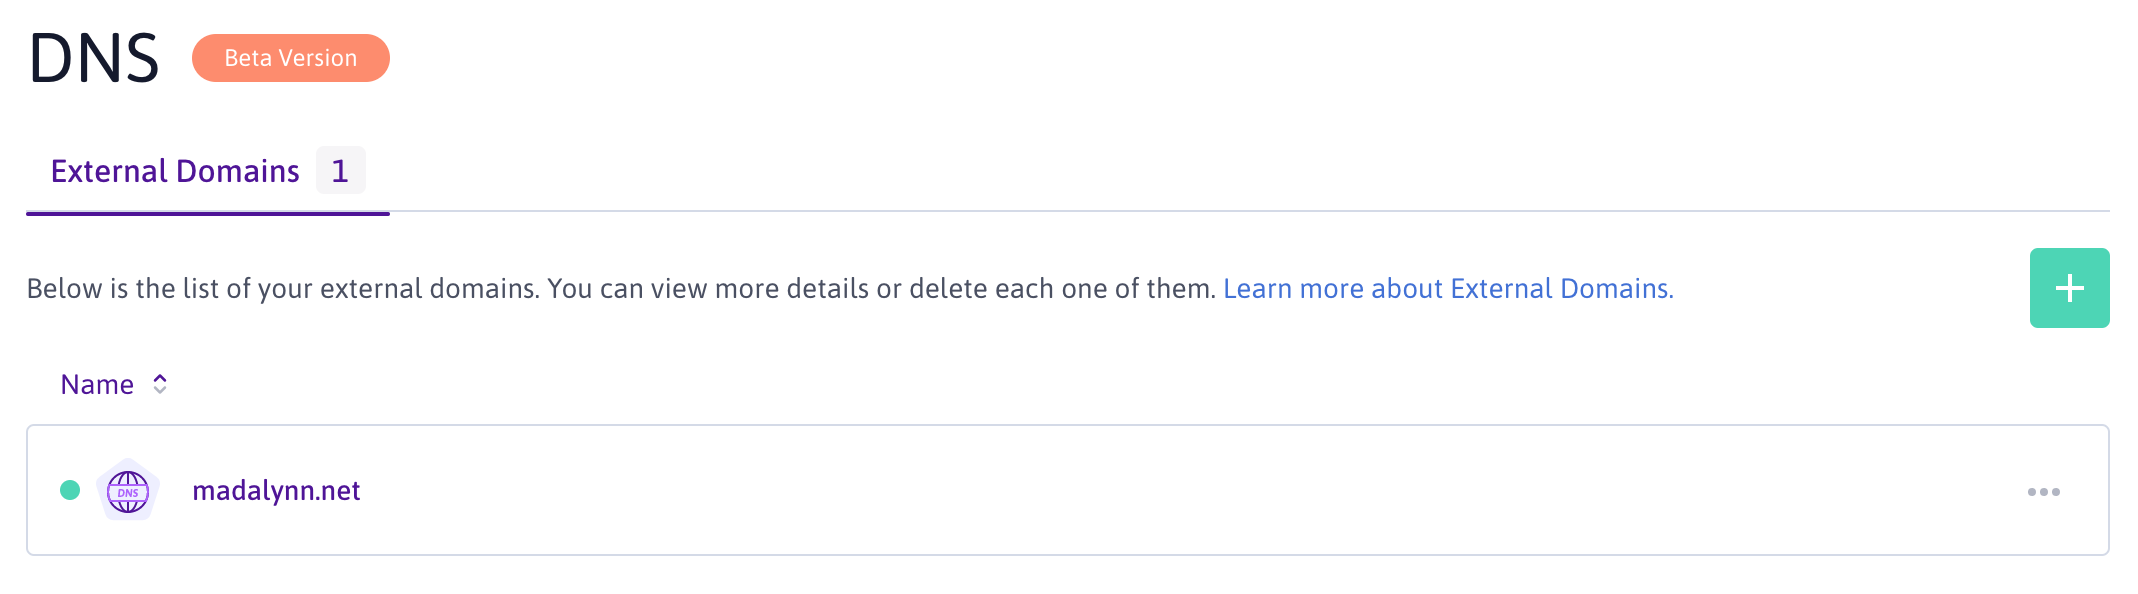 DNS Beta Version
External Domains 1
Below is the list of your external domains. You can view more details or delete each one of them. Learn more about External Domains.
Name
DNS madalynn.net